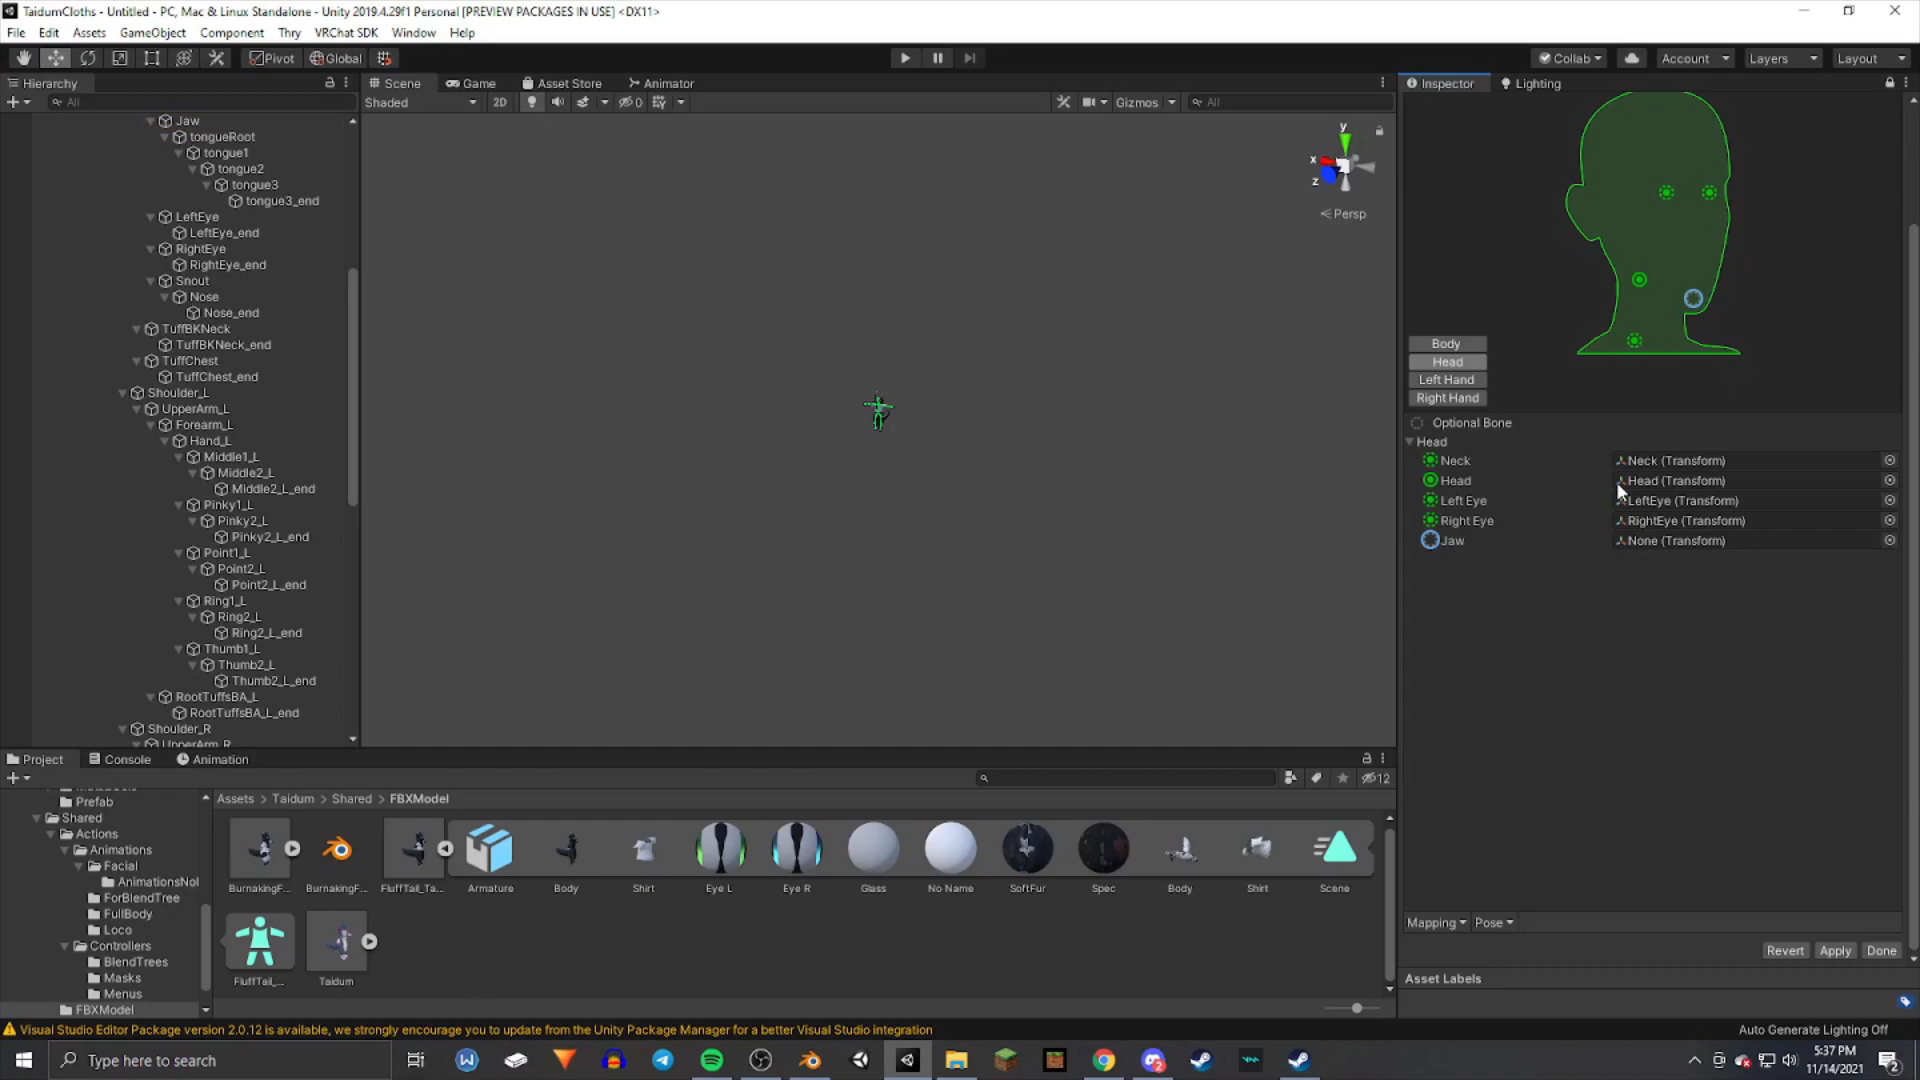 TaidumCloths - Untitled - PC, Mac & Linux Standalone - Unity 2019.4.29f1 Personal [PREVIEW PACKAGES IN USE] <DX11>
File Edit Assets GameObject Component Thry VRChat SDK Window Help
Pivot Global Collab Account Layers Layout
Hierarchy
All
Scene Game Asset Store Animator
Shaded 2D 0 Gizmos All
Inspector Lighting
Jaw
tongueRoot
tongue1
tongue2
tongue3
tongue3_end
LeftEye
LeftEye_end
RightEye
RightEye_end
Snout
Nose
Nose_end
TuffBKNeck
TuffBKNeck_end
TuffChest
TuffChest_end
Shoulder_L
UpperArm_L
Forearm_L
Hand_L
Middle1_L
Middle2_L
Middle2_L_end
Pinky1_L
Pinky2_L
Pinky2_L_end
Point1_L
Point2_L
Point2_L_end
Ring1_L
Ring2_L
Ring2_L_end
Thumb1_L
Thumb2_L
Thumb2_L_end
RootTuffsBA_L
RootTuffsBA_L_end
Shoulder_R
UpperArm_R
y
x
z
Persp
Body
Head
Left Hand
Right Hand
Optional Bone
Head
Neck Neck (Transform)
Head Head (Transform)
Left Eye LeftEye (Transform)
Right Eye RightEye (Transform)
Jaw None (Transform)
Mapping Pose
Revert Apply Done
Asset Labels
Project Console Animation
12
Prefab
Shared
Actions
Animations
Facial
AnimationsNol
ForBlendTree
FullBody
Loco
Controllers
BlendTrees
Masks
Menus
FBXModel
Assets > Taidum > Shared > FBXModel
BurnakingF... BurnakingF... FluffTail_Ta... Armature Body Shirt Eye L Eye R Glass No Name SoftFur Spec Body Shirt Scene
FluffTail_... Taidum
Visual Studio Editor Package version 2.0.12 is available, we strongly encourage you to update from the Unity Package Manager for a better Visual Studio integration
Auto Generate Lighting Off
Type here to search
5:37 PM
11/14/2021
2